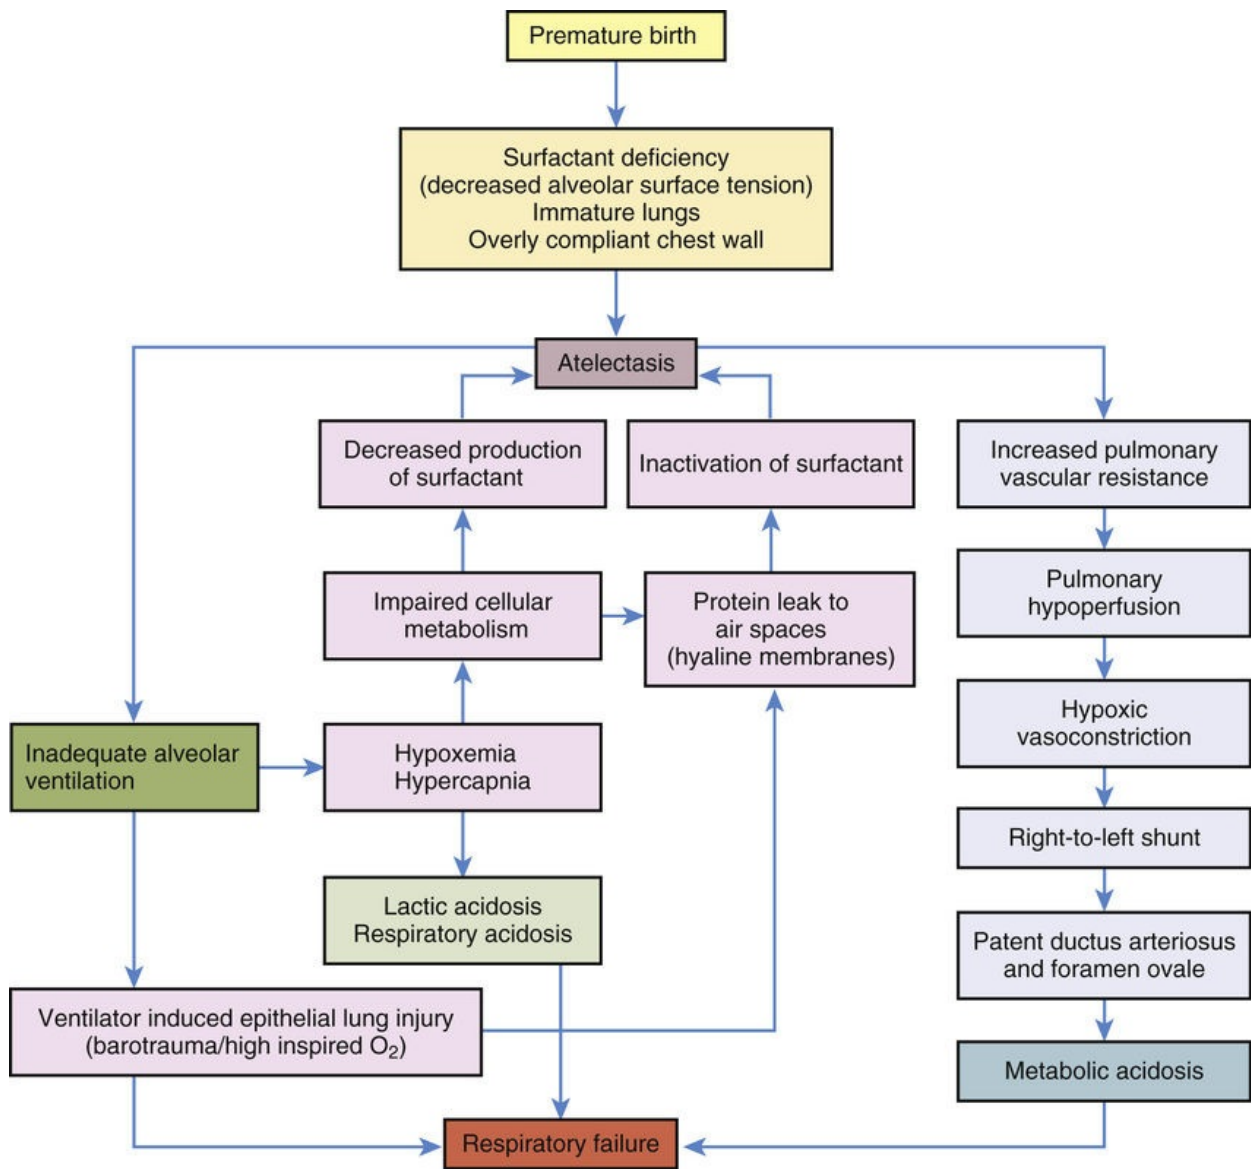 Premature birth
Surfactant deficiency
(decreased alveolar surface tension)
Immature lungs
Overly compliant chest wall
Atelectasis
Decreased production
of surfactant
Inactivation of surfactant
Increased pulmonary
vascular resistance
Impaired cellular
metabolism
Protein leak to
air spaces
(hyaline membranes)
Pulmonary
hypoperfusion
Inadequate alveolar
ventilation
Hypoxemia
Hypercapnia
Hypoxic
vasoconstriction
Right-to-left shunt
Lactic acidosis
Respiratory acidosis
Patent ductus arteriosus
and foramen ovale
Ventilator induced epithelial lung injury
(barotrauma/high inspired O₂)
Metabolic acidosis
Respiratory failure